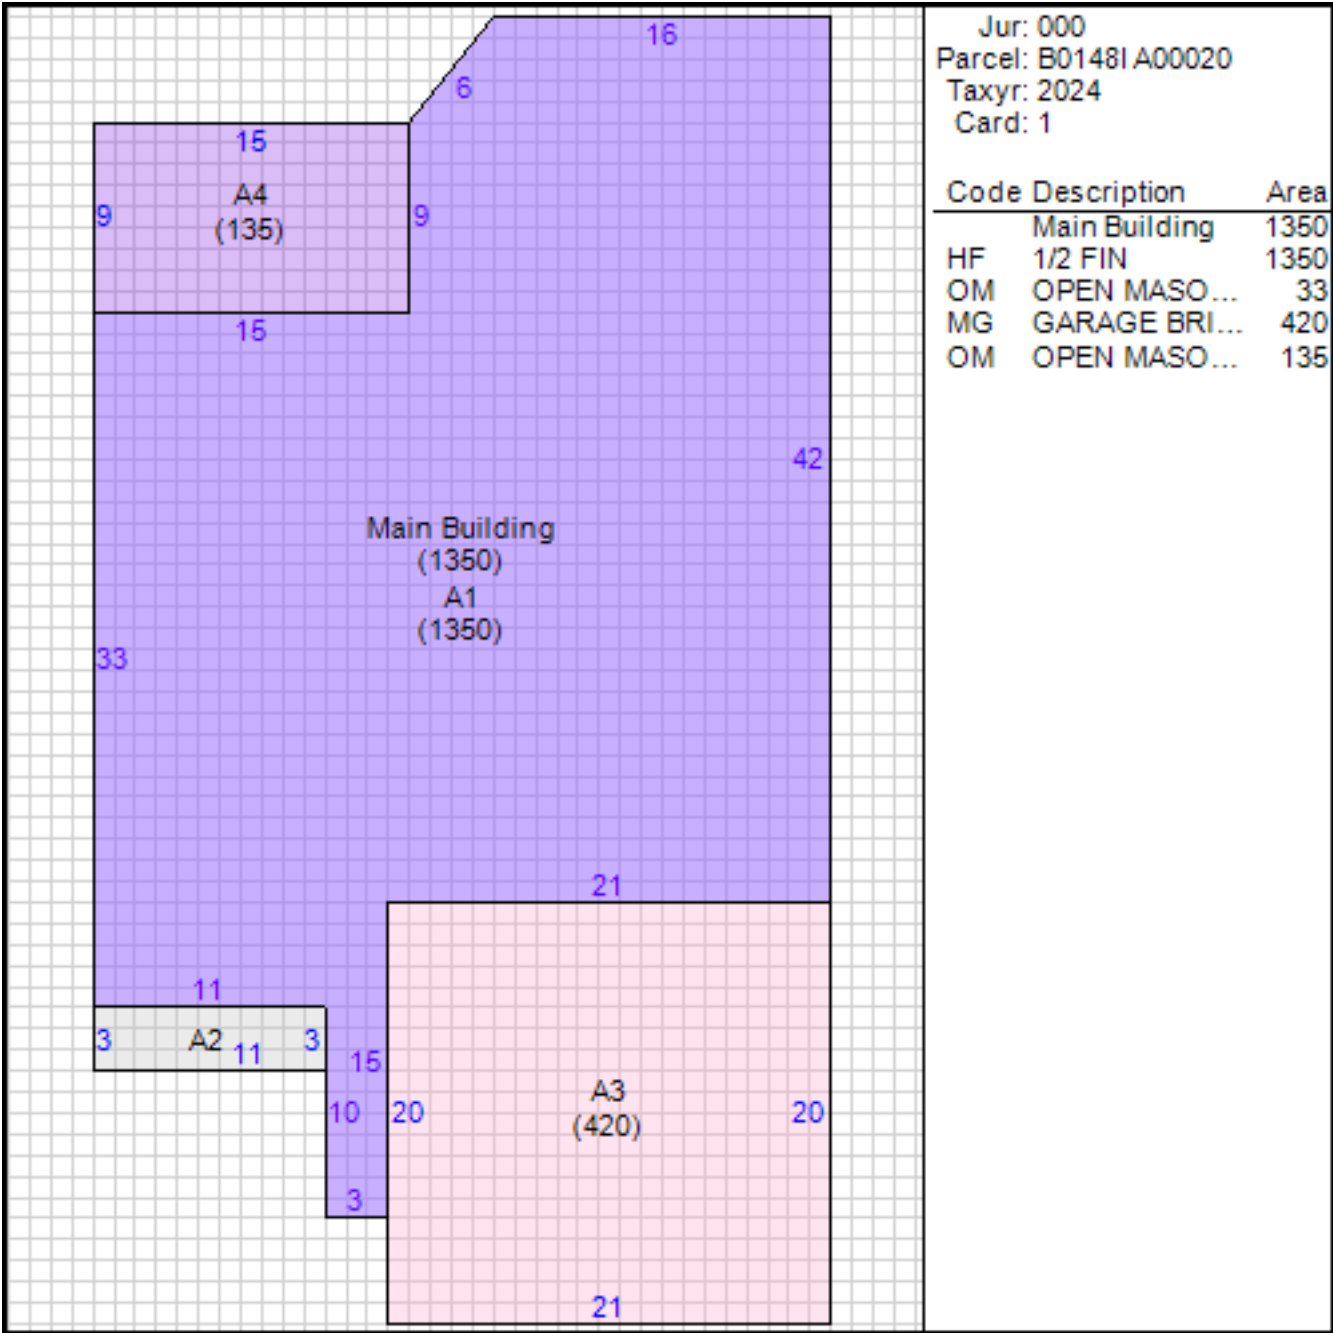 16
6
15
A4
(135)
9
9
15
42
Main Building
(1350)
A1
(1350)
33
21
11
3
A2
11
3
15
10
20
A3
(420)
20
3
21
Jur: 000
Parcel: B0148I A00020
Taxyr: 2024
Card: 1
Code Description Area
Main Building 1350
HF 1/2 FIN 1350
OM OPEN MASO... 33
MG GARAGE BRI... 420
OM OPEN MASO... 135